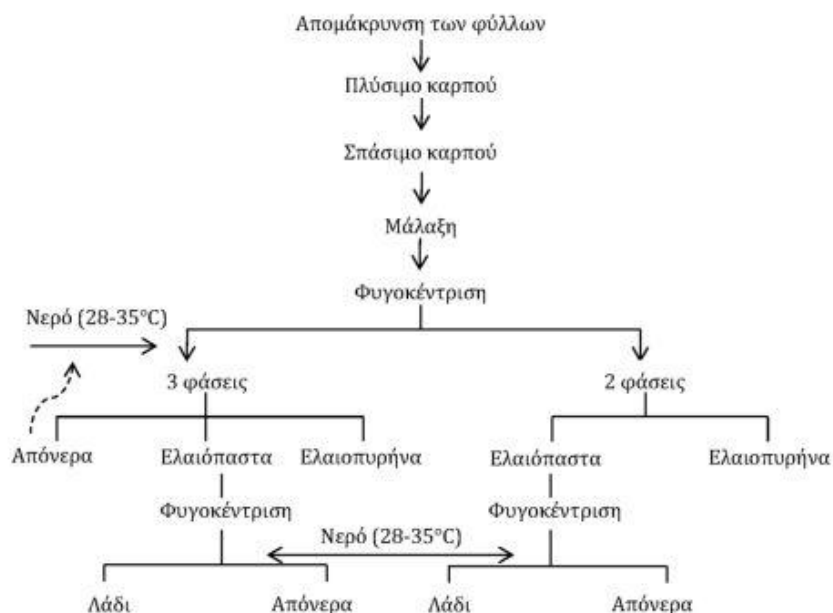 Απομάκρυνση των φύλλων
Πλύσιμο καρπού
Σπάσιμο καρπού
Μάλαξη
Φυγοκέντριση
Νερό (28-35°C)
3 φάσεις
2 φάσεις
Απόνερα
Ελαιόπαστα
Ελαιοπυρήνα
Ελαιόπαστα
Ελαιοπυρήνα
Φυγοκέντριση
Φυγοκέντριση
Νερό (28-35°C)
Λάδι
Απόνερα
Λάδι
Απόνερα